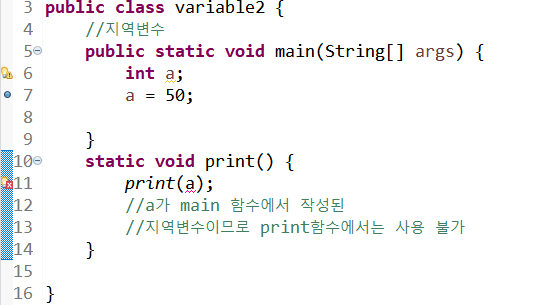 3 public class variable2 {
4 //지역변수
5 public static void main(String[] args) {
6 int a;
7 a = 50;
8
9 }
10 static void print() {
11 print(a);
12 //a가 main 함수에서 작성된
13 //지역변수이므로 print함수에서는 사용 불가
14 }
15
16 }